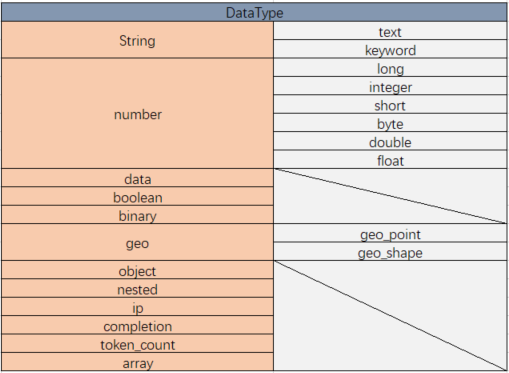 DataType
String
text
keyword
number
long
integer
short
byte
double
float
data
boolean
binary
geo
geo_point
geo_shape
object
nested
ip
completion
token_count
array